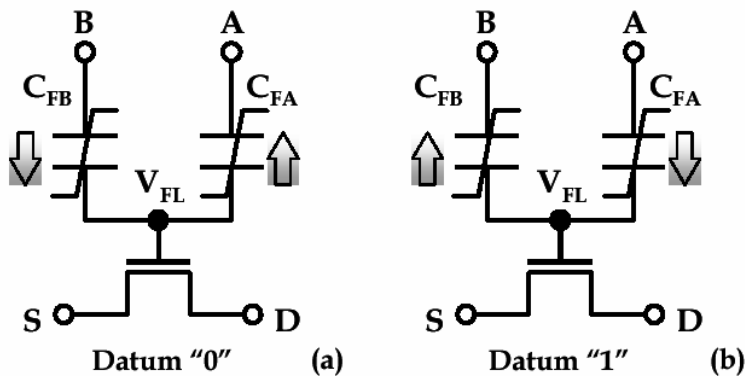 B A B A
C_FB C_FA C_FB C_FA
V_FL V_FL
S D S D
Datum “0” (a) Datum “1” (b)